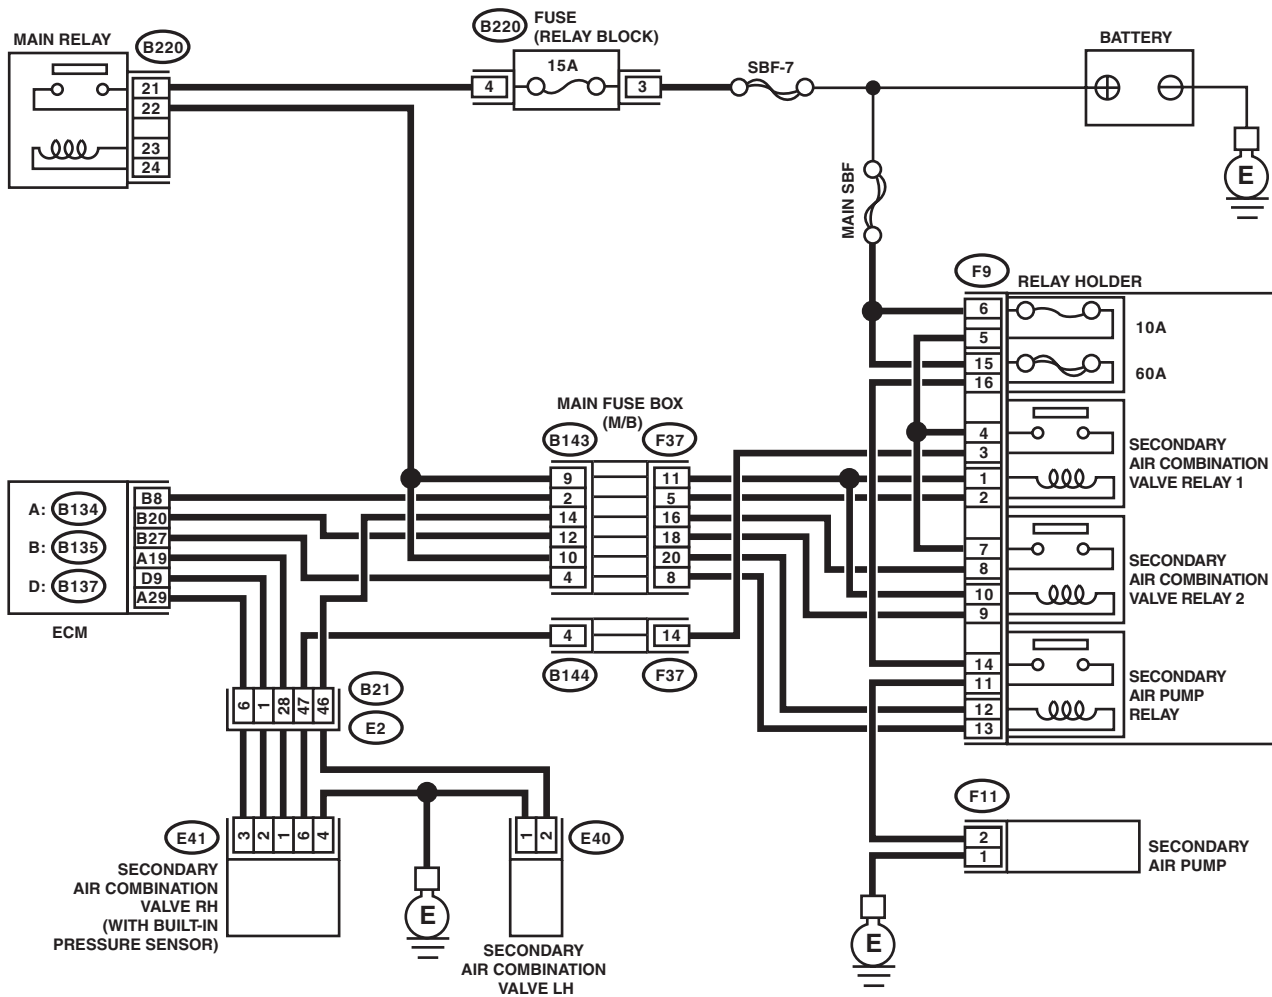 MAIN RELAY
B220
21
22
23
24
B220
FUSE
(RELAY BLOCK)
15A
4
3
SBF-7
BATTERY
E
MAIN SBF
F9
RELAY HOLDER
6
5
15
16
4
3
1
2
7
8
10
9
14
11
12
13
10A
60A
SECONDARY
AIR COMBINATION
VALVE RELAY 1
SECONDARY
AIR COMBINATION
VALVE RELAY 2
SECONDARY
AIR PUMP
RELAY
MAIN FUSE BOX
(M/B)
B143
F37
9
2
14
12
10
4
11
5
16
18
20
8
4
14
B144
F37
A: B134
B: B135
D: B137
B8
B20
B27
A19
D9
A29
ECM
6 1 28 47 46
B21
E2
E41
3 2 1 6 4
SECONDARY
AIR COMBINATION
VALVE RH
(WITH BUILT-IN
PRESSURE SENSOR)
E
1 2
E40
SECONDARY
AIR COMBINATION
VALVE LH
F11
2
1
SECONDARY
AIR PUMP
E